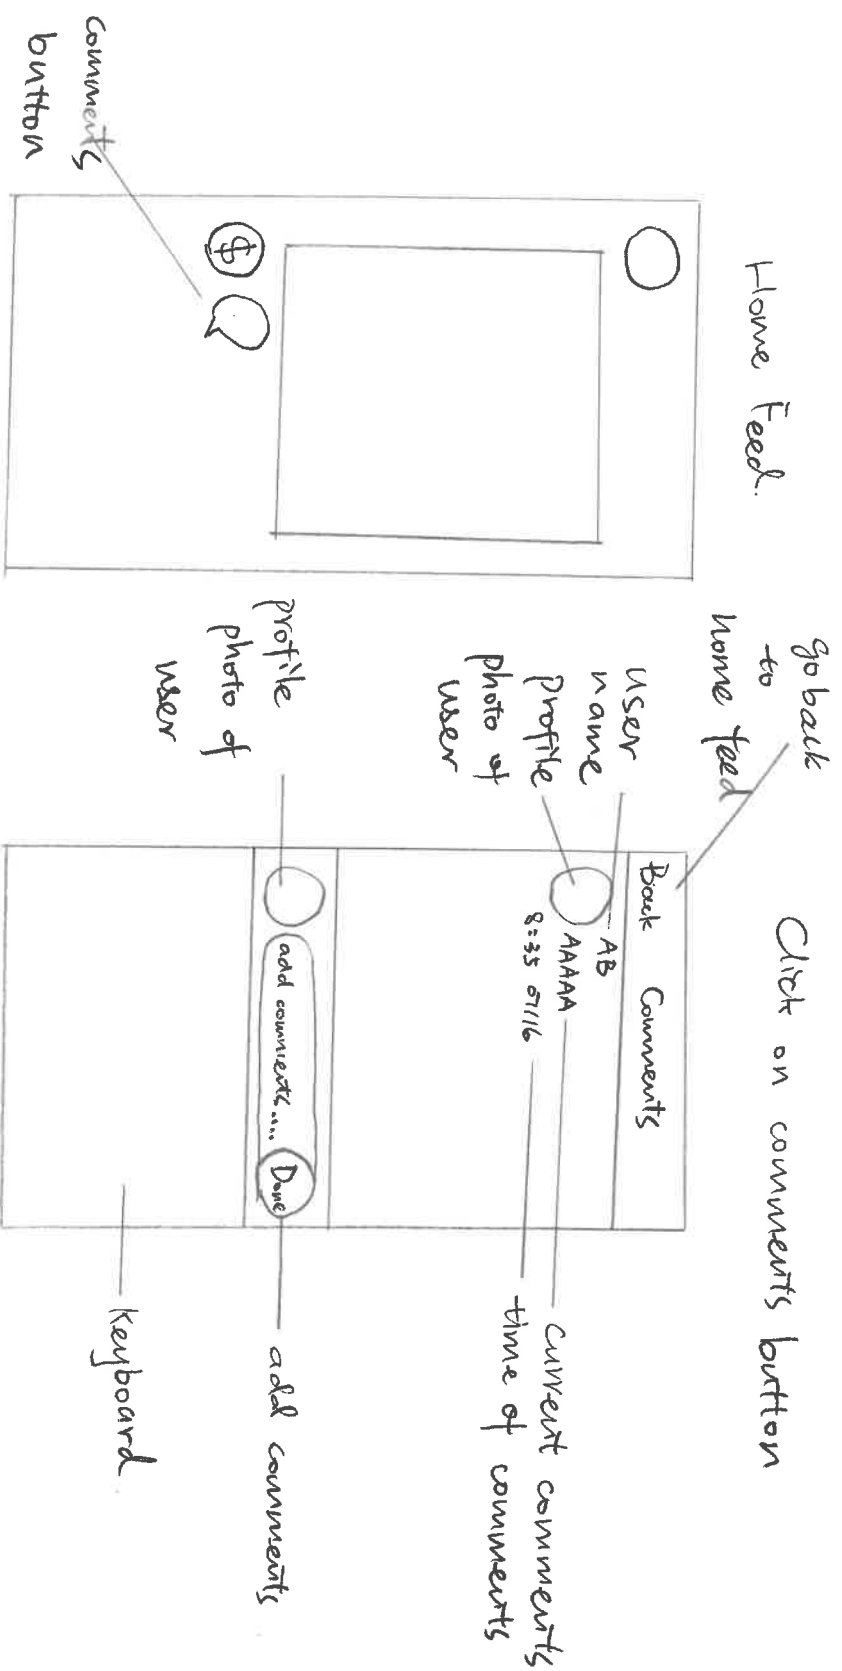 Home Feed.
$
comments
button
Click on comments button
go back
to
home feed
Back Comments
user
name
AB
profile
photo of
user
AAAAA
8:35 07/16
current comments
time of comments
profile
photo of
user
add comments.... Done
add comments
keyboard